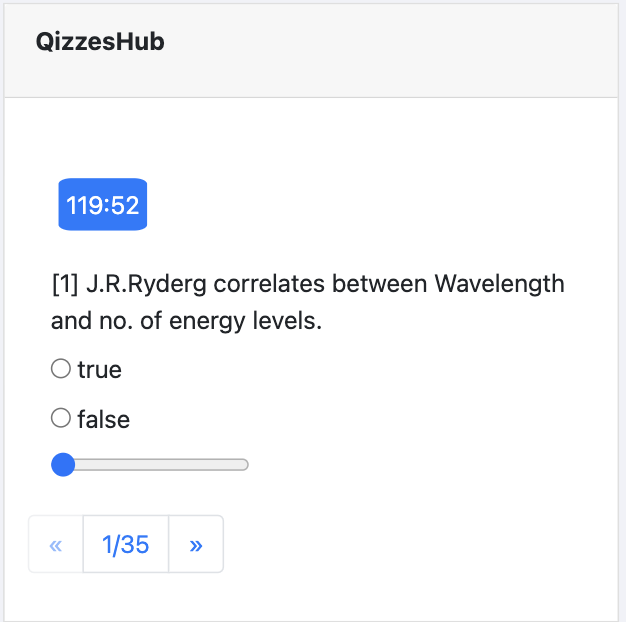 QizzesHub
119:52
[1] J.R.Ryderg correlates between Wavelength
and no. of energy levels.
true
false
« 1/35 »